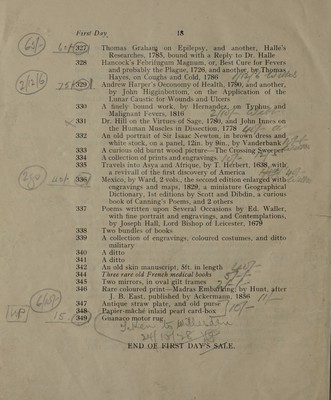 First Day 18
327 Thomas Graham on Epilepsy, and another, Halle's
Researches, 1785, bound with a Reply to Dr. Halle
328 Hancock's Febrifugum Magnum, or, Best Cure for Fevers
and probably the Plague, 1726, and another, by Thomas
Hayes, on Coughs and Cold, 1786
2/12/6 329 Andrew Harper's Oeconomy of Health, 1790, and another,
by John Higginbottom, on the Application of the
Lunar Caustic for Wounds and Ulcers
330 A finely bound work, by Hernandez, on Typhus and
Malignant Fevers, 1816
331 Dr. Hill on the Virtues of Sage, 1780, and John Innes on
the Human Muscles in Dissection, 1778
332 An old portrait of Sir Isaac Newton, in brown dress and
white stock, on a panel, 12in. by 9in., by Vanderbank
333 A curious old burnt wood picture—The Crossing Sweeper
334 A collection of prints and engravings
335 Travels into Asya and Afrique, by T. Herbert, 1638, with
a revivall of the first discovery of America
336 Mexico, by Ward, 2 vols., the second edition enlarged with
engravings and maps, 1829, a miniature Geographical
Dictionary, 1st editions by Scott and Dibdin, a curious
book of Canning's Poems, and 2 others
337 Poems written upon Several Occasions by Ed. Waller,
with fine portrait and engravings, and Contemplations,
by Joseph Hall, Lord Bishop of Leicester, 1679
338 Two bundles of books
339 A collection of engravings, coloured costumes, and ditto
military
340 A ditto
341 A ditto
342 An old skin manuscript, 5ft. in length
344 Three rare old French medical books
345 Two mirrors, in oval gilt frames
346 Rare coloured print—Madras Embarking, by Hunt, after
J. B. East, published by Ackermann, 1856
347 Antique straw plate, and old purse
348 Papier-mâché inlaid pearl card-box
15 349 Guanaco motor rug
END OF FIRST DAY'S SALE.